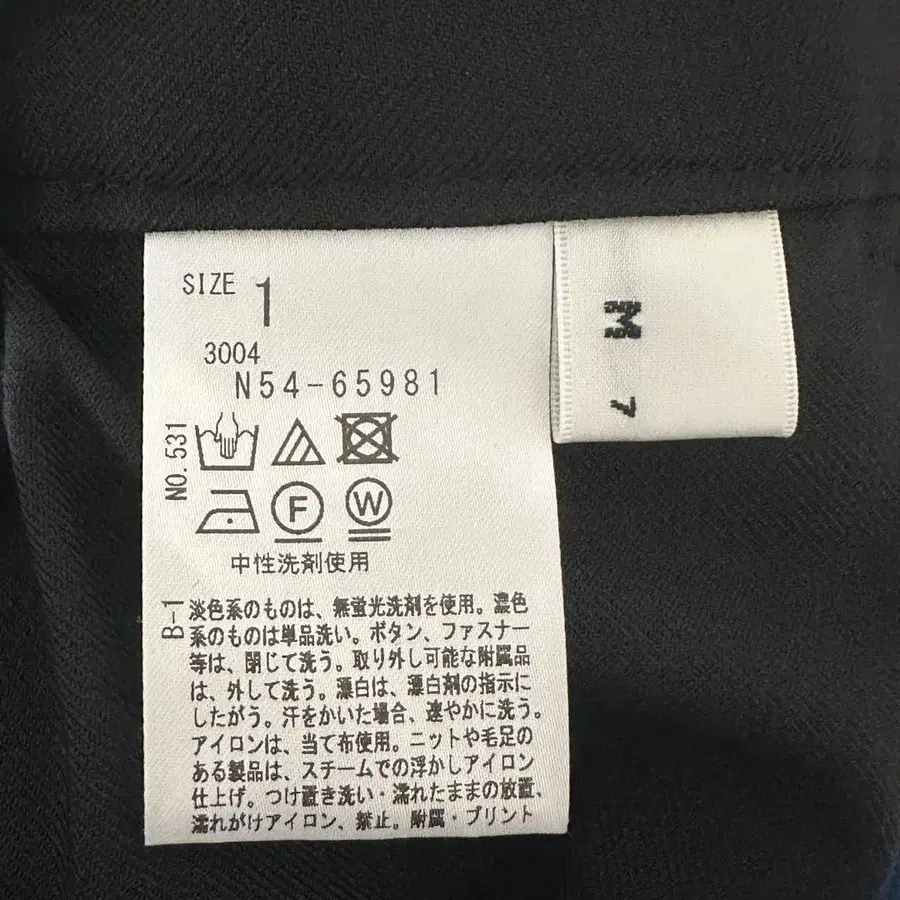 SIZE 1
3004
N54-65981
NO.531
F
W
中性洗剤使用
B-1
淡色系のものは、無蛍光洗剤を使用。濃色
系のものは単品洗い。ボタン、ファスナー
等は、閉じて洗う。取り外し可能な附属品
は、外して洗う。漂白は、漂白剤の指示に
したがう。汗をかいた場合、速やかに洗う。
アイロンは、当て布使用。ニットや毛足の
ある製品は、スチームでの浮かしアイロン
仕上げ。つけ置き洗い・濡れたままの放置、
濡れがけアイロン、禁止。附属・プリント
M
7